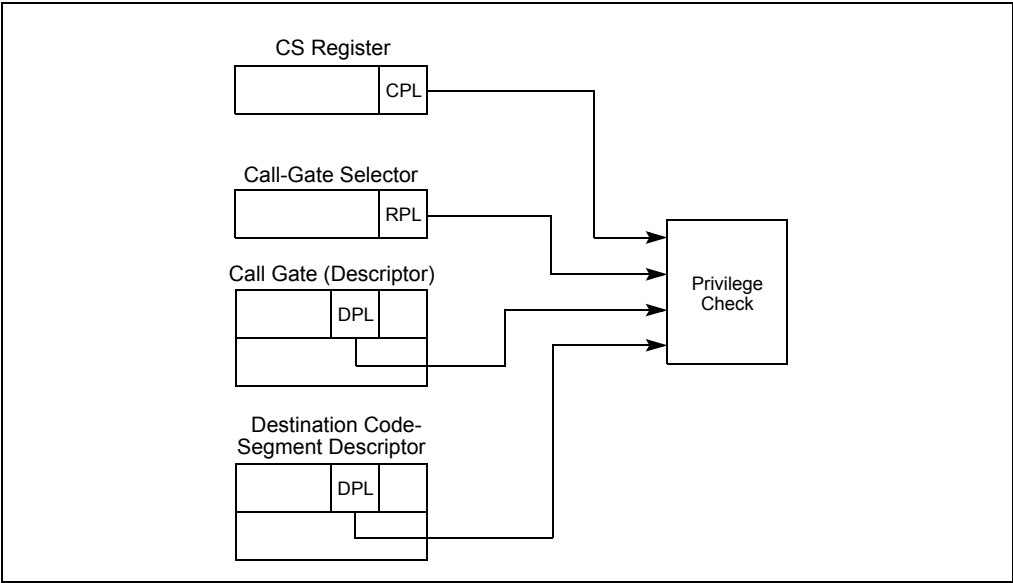 CS Register
CPL
Call-Gate Selector
RPL
Call Gate (Descriptor)
DPL
Privilege
Check
Destination Code-
Segment Descriptor
DPL